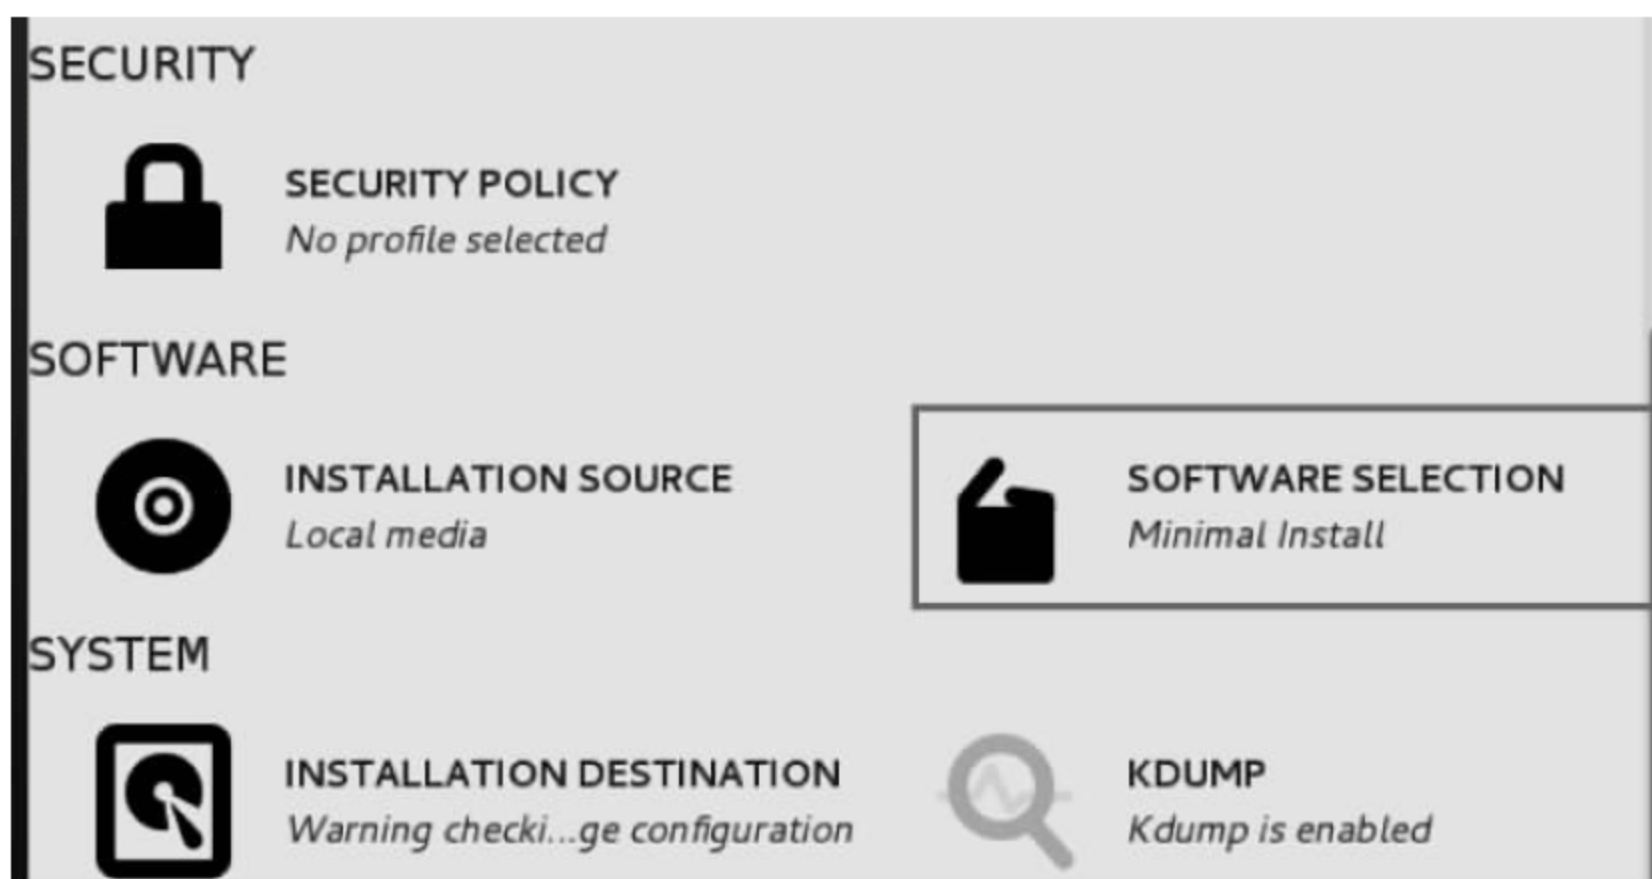 SECURITY
SECURITY POLICY
No profile selected
SOFTWARE
INSTALLATION SOURCE
Local media
SOFTWARE SELECTION
Minimal Install
SYSTEM
INSTALLATION DESTINATION
Warning checki...ge configuration
KDUMP
Kdump is enabled